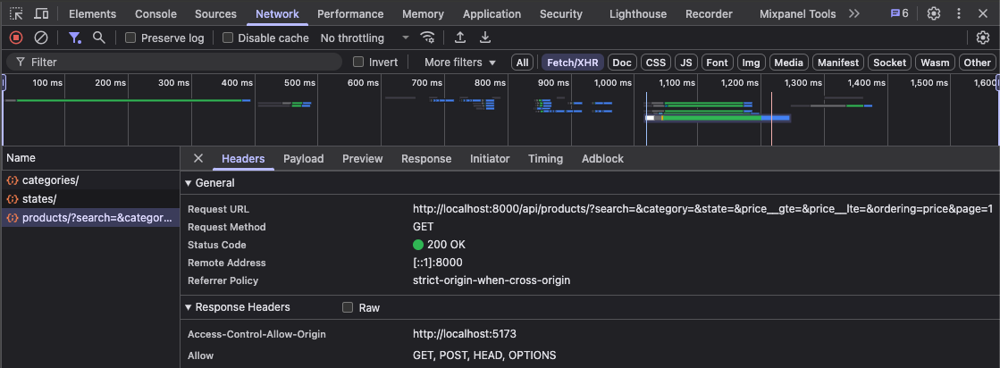 Elements Console Sources Network Performance Memory Application Security Lighthouse Recorder Mixpanel Tools 6
Preserve log Disable cache No throttling
Filter Invert More filters All Fetch/XHR Doc CSS JS Font Img Media Manifest Socket Wasm Other
100 ms 200 ms 300 ms 400 ms 500 ms 600 ms 700 ms 800 ms 900 ms 1,000 ms 1,100 ms 1,200 ms 1,300 ms 1,400 ms 1,500 ms 1,600
Name Headers Payload Preview Response Initiator Timing Adblock
categories/
states/
products/?search=&categor...
General
Request URL http://localhost:8000/api/products/?search=&category=&state=&price__gte=&price__lte=&ordering=price&page=1
Request Method GET
Status Code 200 OK
Remote Address [::1]:8000
Referrer Policy strict-origin-when-cross-origin
Response Headers Raw
Access-Control-Allow-Origin http://localhost:5173
Allow GET, POST, HEAD, OPTIONS